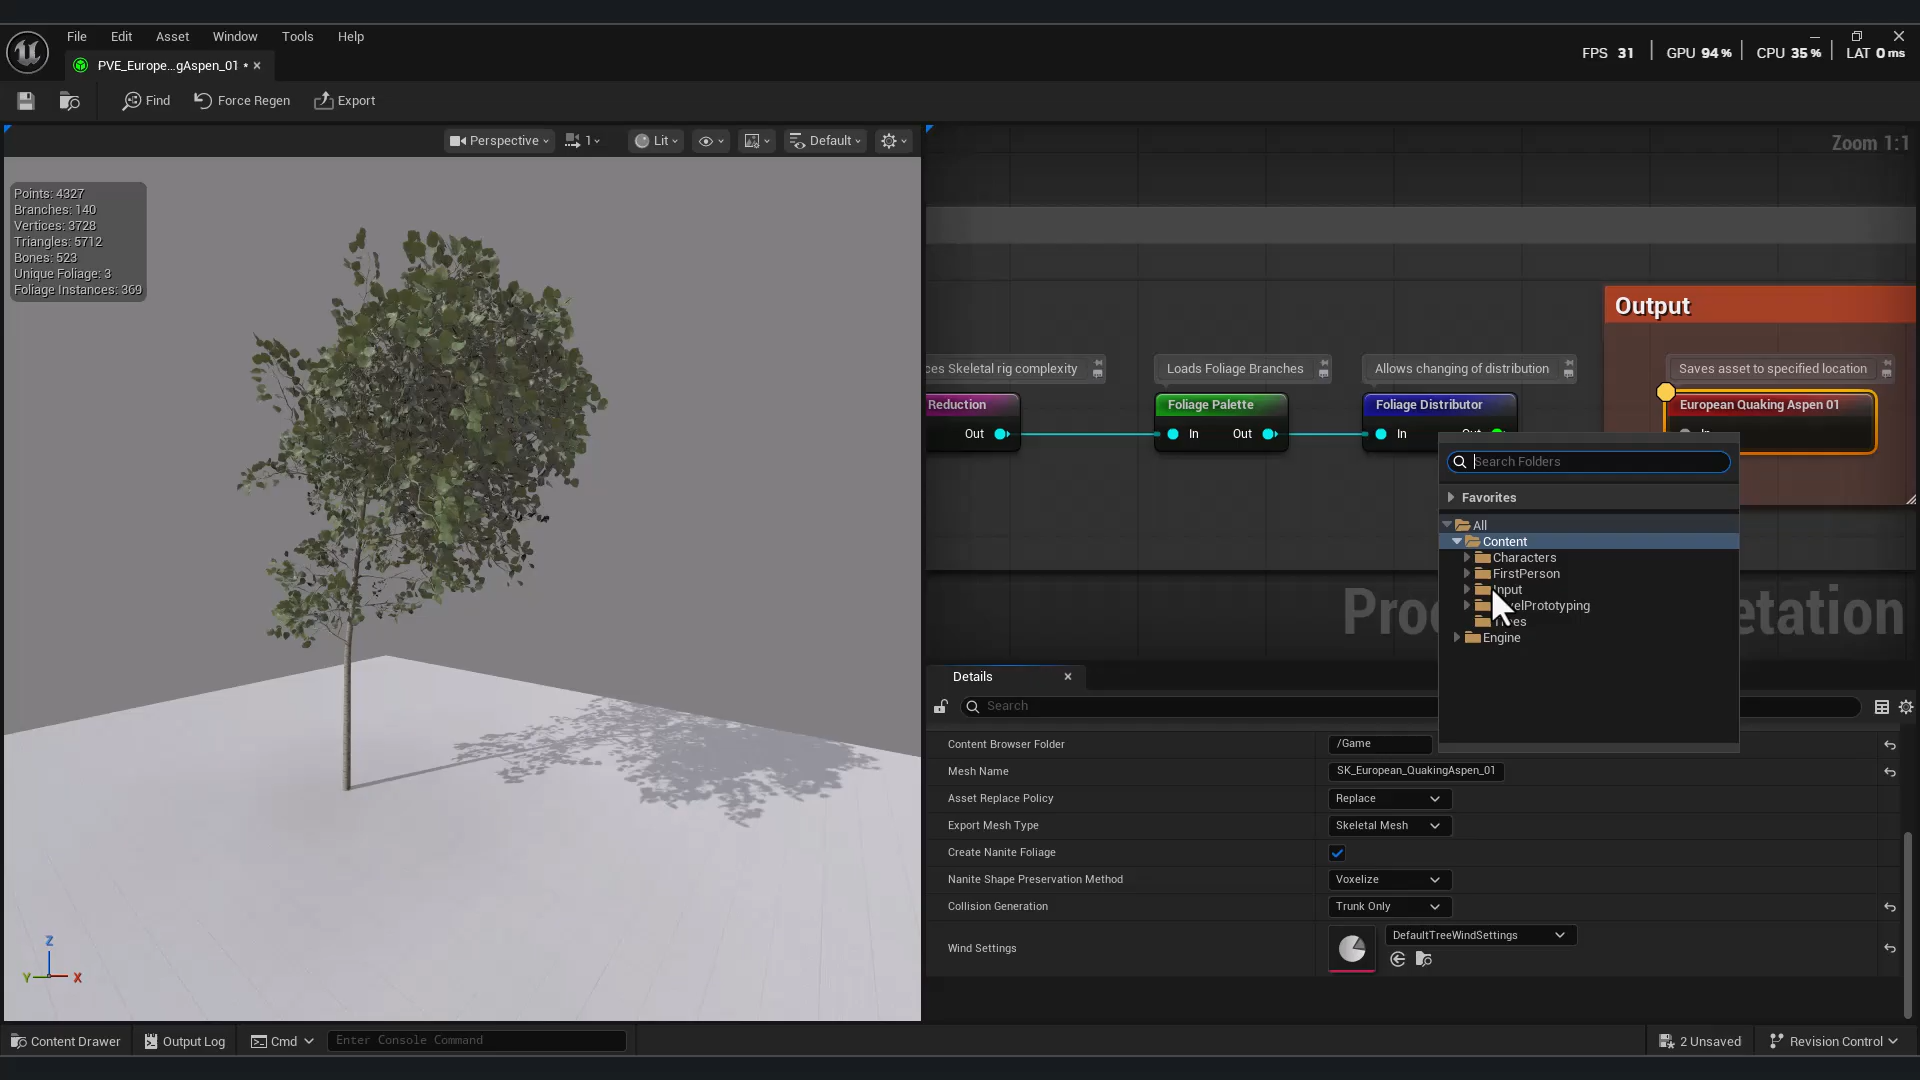 File Edit Asset Window Tools Help
FPS 31 GPU 94% CPU 35% LAT 0 ms
PVE_Europe...gAspen_01 •
Find Force Regen Export
Perspective 1 Lit Default
Zoom 1:1
Points: 4327
Branches: 140
Vertices: 3728
Triangles: 5712
Bones: 523
Unique Foliage: 3
Foliage Instances: 369
Output
ces Skeletal rig complexity
Loads Foliage Branches
Allows changing of distribution
Saves asset to specified location
Reduction
Out
Foliage Palette
In Out
Foliage Distributor
In
European Quaking Aspen 01
Search Folders
Favorites
All
Content
Characters
FirstPerson
Input
Engine
Details
Search
Content Browser Folder /Game
Mesh Name SK_European_QuakingAspen_01
Asset Replace Policy Replace
Export Mesh Type Skeletal Mesh
Create Nanite Foliage
Nanite Shape Preservation Method Voxelize
Collision Generation Trunk Only
Wind Settings DefaultTreeWindSettings
Z
Y X
Content Drawer Output Log Cmd Enter Console Command
2 Unsaved Revision Control